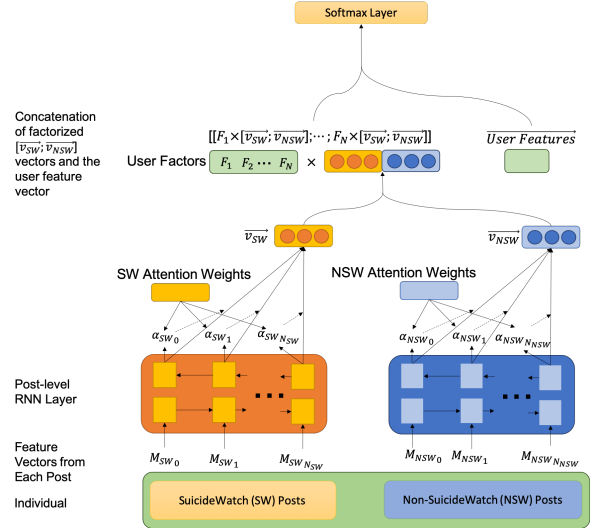 Softmax Layer
Concatenation
of factorized
[v_SW; v_NSW]
vectors and the
user feature
vector
[[F_1×[v_SW; v_NSW];⋯; F_N×[v_SW; v_NSW]]
User Features
User Factors
F_1 F_2 ⋯ F_N
×
v_SW
v_NSW
SW Attention Weights
NSW Attention Weights
α_SW_0
α_SW_1
α_SW_N_SW
α_NSW_0
α_NSW_1
α_NSW_N_NSW
Post-level
RNN Layer
Feature
Vectors from
Each Post
M_SW_0
M_SW_1
M_SW_N_SW
M_NSW_0
M_NSW_1
M_NSW_N_NSW
Individual
SuicideWatch (SW) Posts
Non-SuicideWatch (NSW) Posts